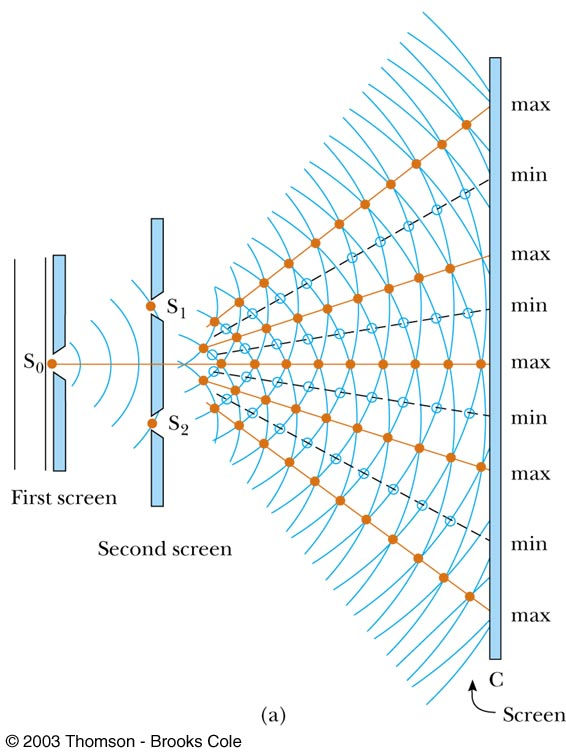 max
min
max
S₁
min
S₀
max
min
S₂
max
First screen
min
Second screen
max
C
(a)
Screen
© 2003 Thomson - Brooks Cole